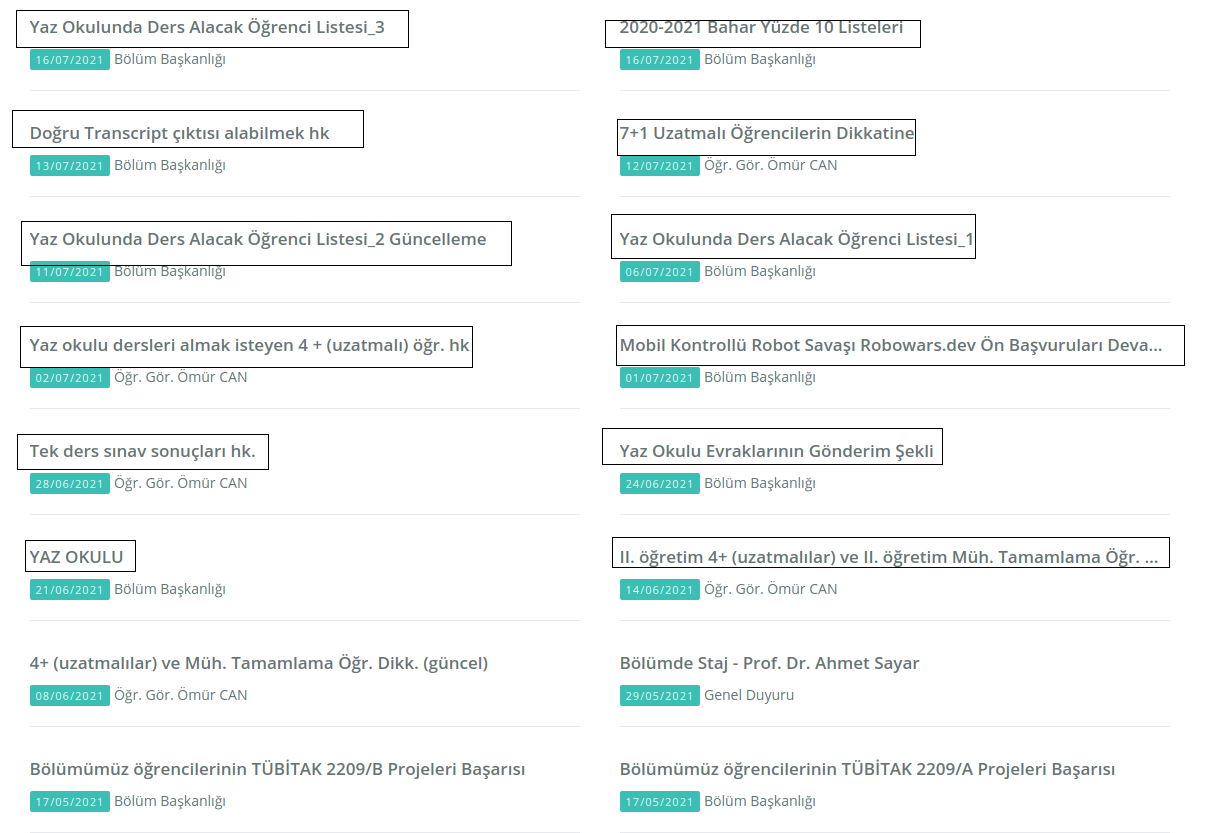 Yaz Okulunda Ders Alacak Öğrenci Listesi_3
16/07/2021 Bölüm Başkanlığı
2020-2021 Bahar Yüzde 10 Listeleri
16/07/2021 Bölüm Başkanlığı
Doğru Transcript çıktısı alabilmek hk
13/07/2021 Bölüm Başkanlığı
7+1 Uzatmalı Öğrencilerin Dikkatine
12/07/2021 Öğr. Gör. Ömür CAN
Yaz Okulunda Ders Alacak Öğrenci Listesi_2 Güncelleme
11/07/2021 Bölüm Başkanlığı
Yaz Okulunda Ders Alacak Öğrenci Listesi_1
06/07/2021 Bölüm Başkanlığı
Yaz okulu dersleri almak isteyen 4 + (uzatmalı) öğr. hk
02/07/2021 Öğr. Gör. Ömür CAN
Mobil Kontrollü Robot Savaşı Robowars.dev Ön Başvuruları Deva...
01/07/2021 Bölüm Başkanlığı
Tek ders sınav sonuçları hk.
28/06/2021 Öğr. Gör. Ömür CAN
Yaz Okulu Evraklarının Gönderim Şekli
24/06/2021 Bölüm Başkanlığı
YAZ OKULU
21/06/2021 Bölüm Başkanlığı
II. öğretim 4+ (uzatmalılar) ve II. öğretim Müh. Tamamlama Öğr. ...
14/06/2021 Öğr. Gör. Ömür CAN
4+ (uzatmalılar) ve Müh. Tamamlama Öğr. Dikk. (güncel)
08/06/2021 Öğr. Gör. Ömür CAN
Bölümde Staj - Prof. Dr. Ahmet Sayar
29/05/2021 Genel Duyuru
Bölümümüz öğrencilerinin TÜBİTAK 2209/B Projeleri Başarısı
17/05/2021 Bölüm Başkanlığı
Bölümümüz öğrencilerinin TÜBİTAK 2209/A Projeleri Başarısı
17/05/2021 Bölüm Başkanlığı